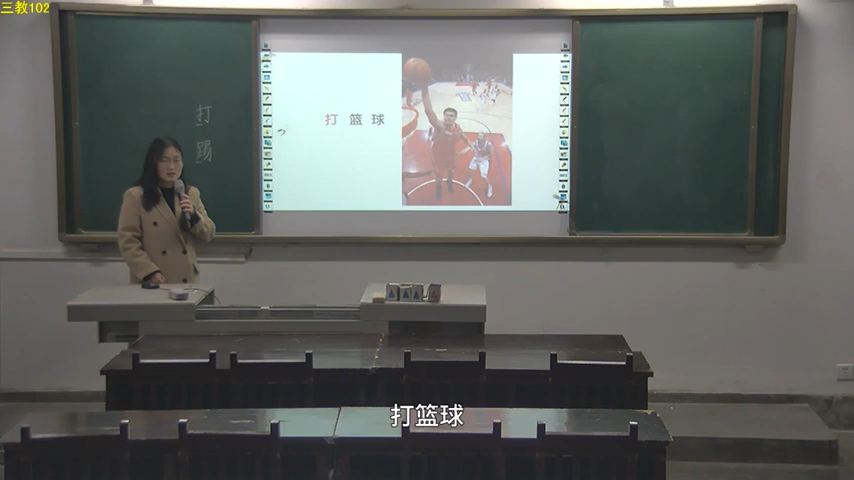 三教102
打
踢
打 篮 球
打篮球